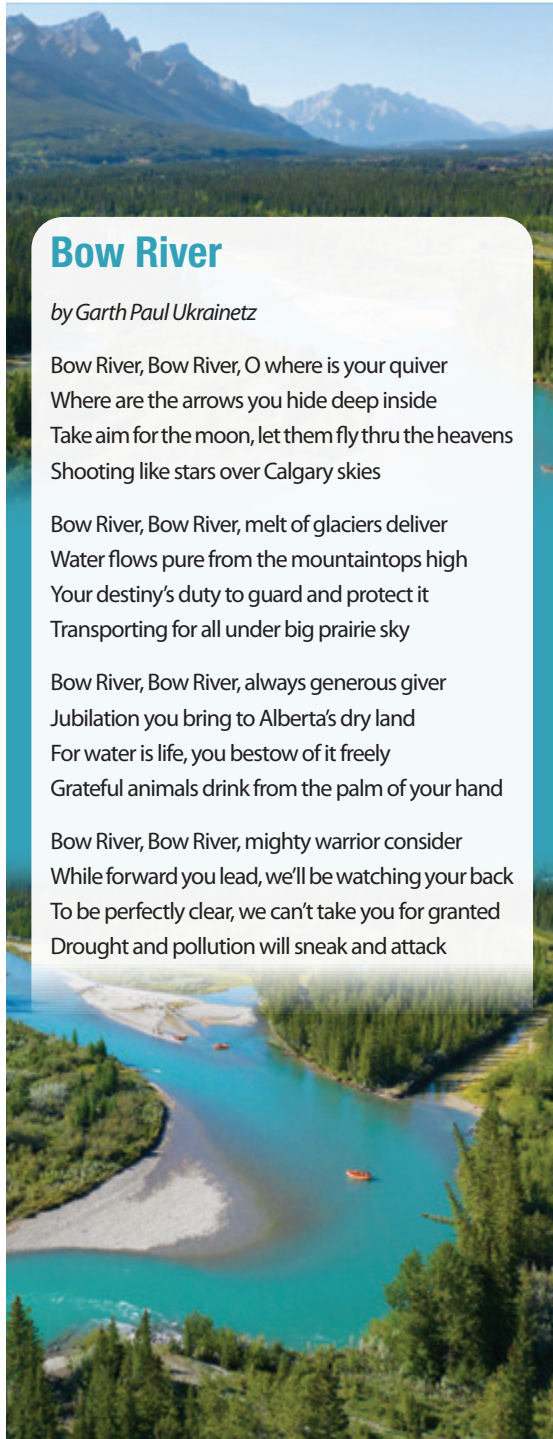 Bow River
by Garth Paul Ukrainetz
Bow River, Bow River, O where is your quiver
Where are the arrows you hide deep inside
Take aim for the moon, let them fly thru the heavens
Shooting like stars over Calgary skies
Bow River, Bow River, melt of glaciers deliver
Water flows pure from the mountaintops high
Your destiny's duty to guard and protect it
Transporting for all under big prairie sky
Bow River, Bow River, always generous giver
Jubilation you bring to Alberta's dry land
For water is life, you bestow of it freely
Grateful animals drink from the palm of your hand
Bow River, Bow River, mighty warrior consider
While forward you lead, we'll be watching your back
To be perfectly clear, we can't take you for granted
Drought and pollution will sneak and attack